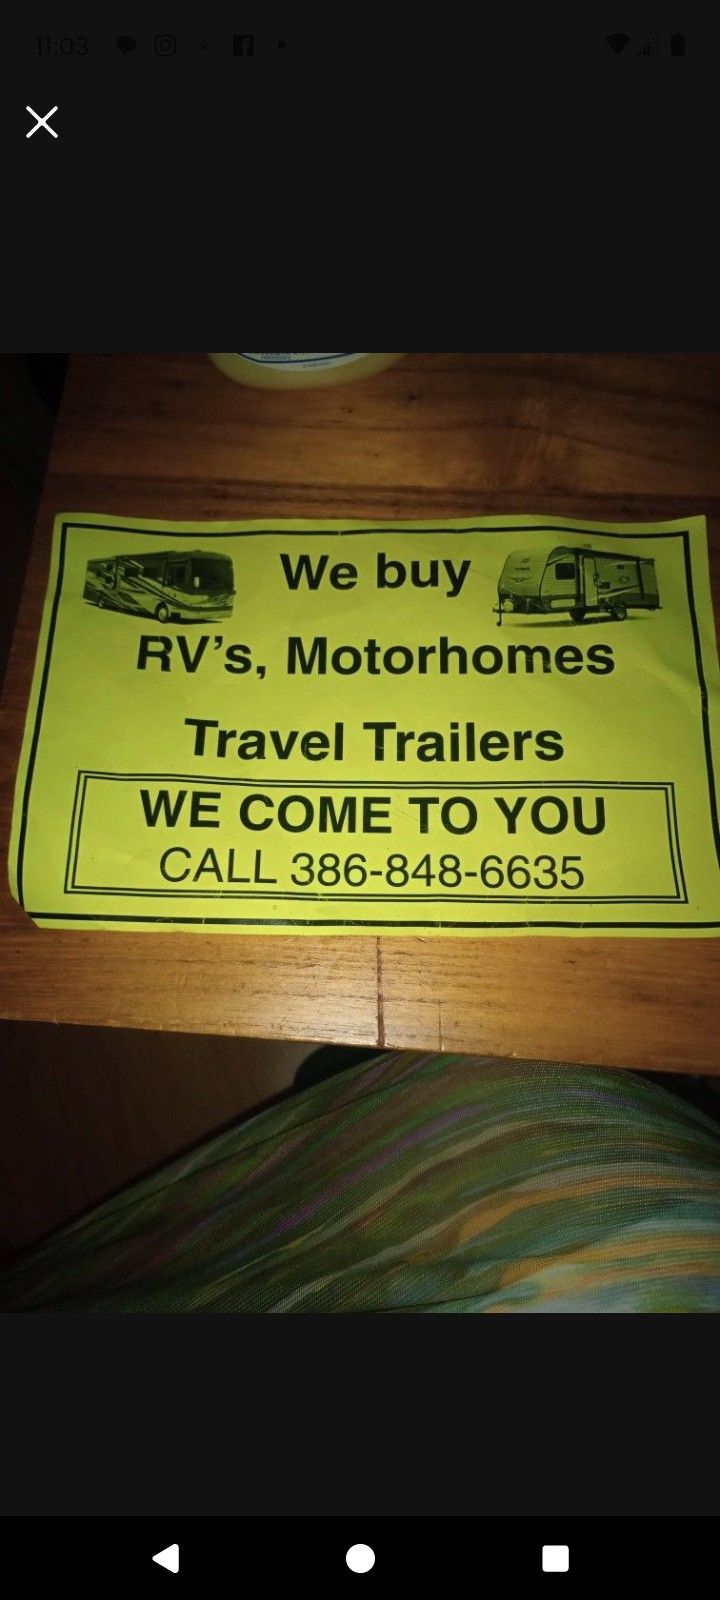 11:03
We buy
RV's, Motorhomes
Travel Trailers
WE COME TO YOU
CALL 386-848-6635